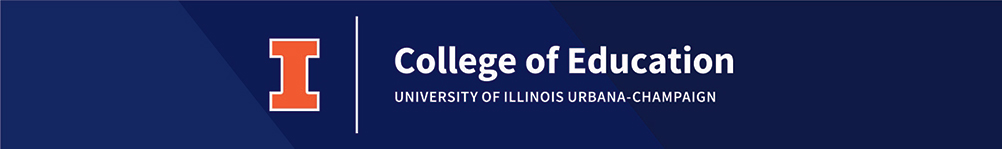 I
College of Education
UNIVERSITY OF ILLINOIS URBANA-CHAMPAIGN